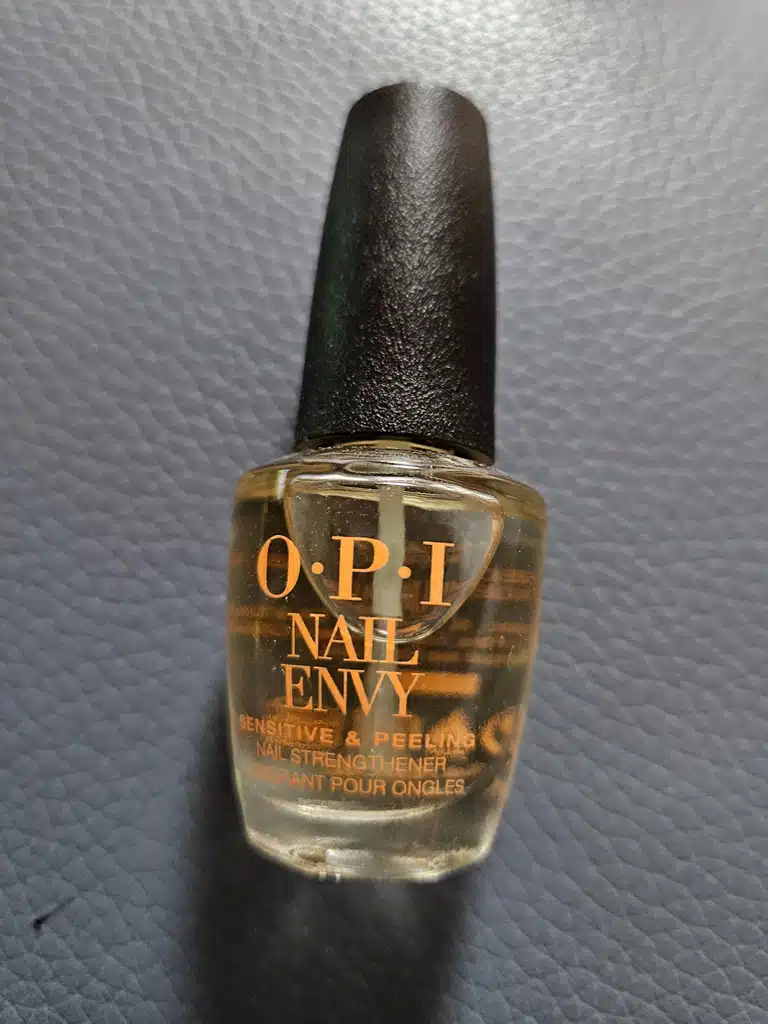 O·P·I
NAIL
ENVY
SENSITIVE & PEELING
NAIL STRENGTHENER
POUR ONGLES